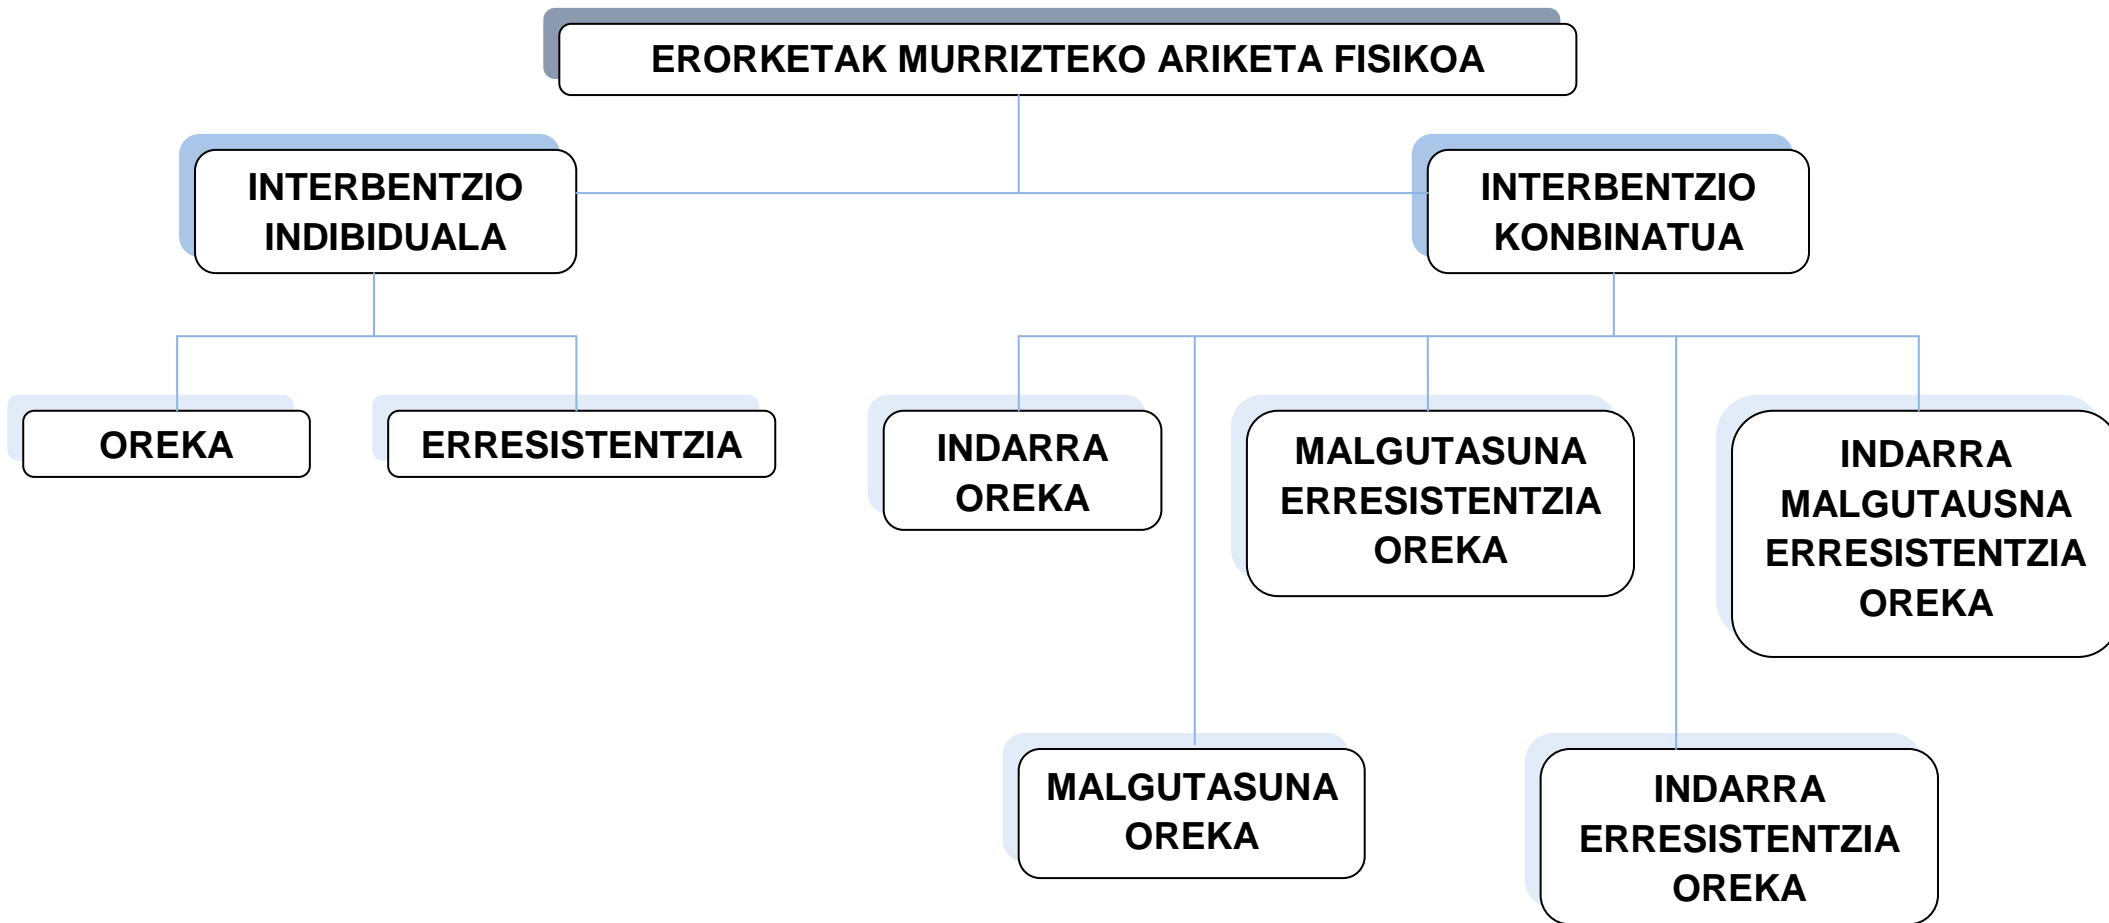 ERORKETAK MURRIZTEKO ARIKETA FISIKOA
INTERBENTZIO
INDIBIDUALA
INTERBENTZIO
KONBINATUA
OREKA
ERRESISTENTZIA
INDARRA
OREKA
MALGUTASUNA
ERRESISTENTZIA
OREKA
INDARRA
MALGUTAUSNA
ERRESISTENTZIA
OREKA
MALGUTASUNA
OREKA
INDARRA
ERRESISTENTZIA
OREKA